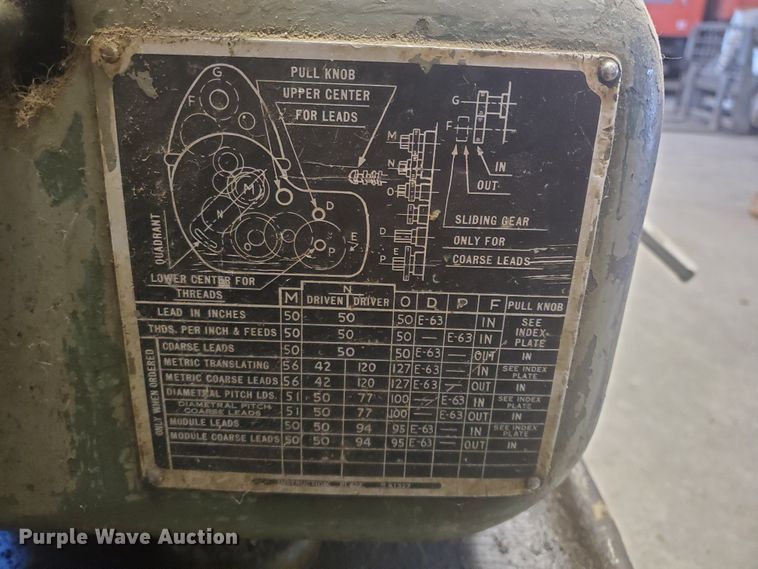 PULL KNOB
UPPER CENTER
FOR LEADS
G
F
M
N
O
D
E
P
G
F
IN
OUT
SLIDING GEAR
ONLY FOR
COARSE LEADS
QUADRANT
M
N
D
E
P
LOWER CENTER FOR
THREADS
M N DRIVEN DRIVER O D P F PULL KNOB
LEAD IN INCHES 50 50 50 E-63 IN SEE INDEX PLATE
THDS. PER INCH & FEEDS 50 50 50 — E-63 IN
COARSE LEADS 50 50 50 E-63 — OUT IN
ONLY WHEN ORDERED
METRIC TRANSLATING 56 42 120 127 E-63 — IN SEE INDEX PLATE
METRIC COARSE LEADS 56 42 120 127 E-63 — OUT IN
DIAMETRAL PITCH LDS. 51 50 77 100 — E-63 IN SEE INDEX PLATE
DIAMETRAL PITCH COARSE LEADS 51 50 77 100 — E-63 OUT IN
MODULE LEADS 50 50 94 95 E-63 — IN SEE INDEX PLATE
MODULE COARSE LEADS 50 50 94 95 E-63 — OUT IN
INSTRUCTION PLATE
Purple Wave Auction